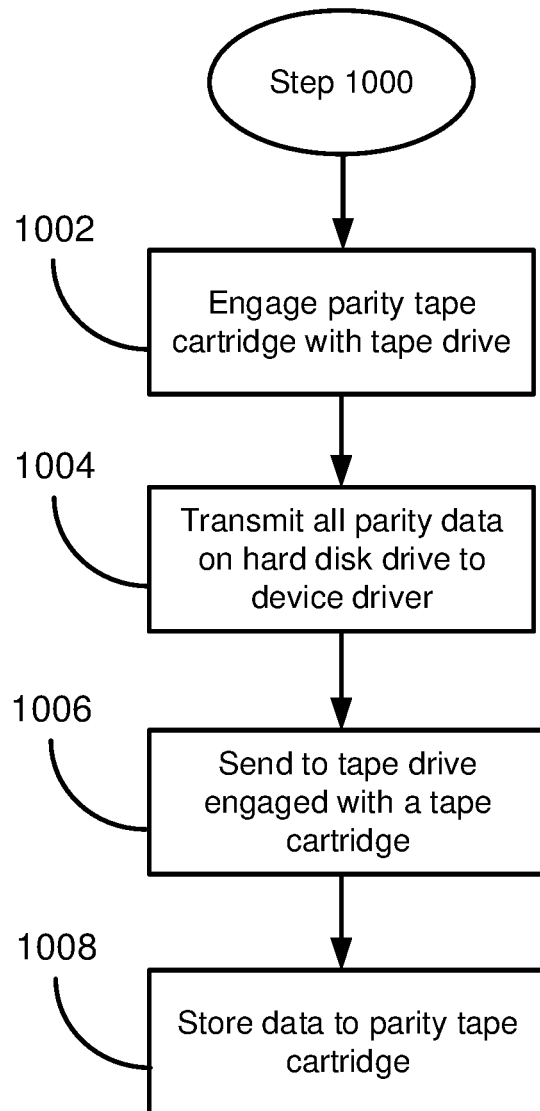 Step 1000
1002
Engage parity tape
cartridge with tape drive
1004
Transmit all parity data
on hard disk drive to
device driver
1006
Send to tape drive
engaged with a tape
cartridge
1008
Store data to parity tape
cartridge